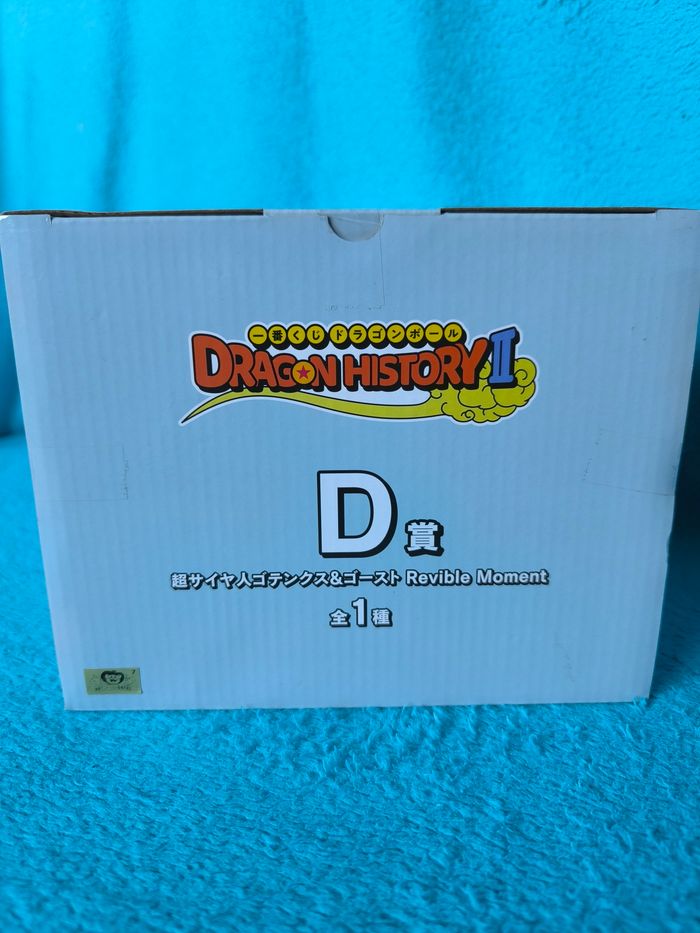 一番くじドラゴンボール
DRAGON HISTORY II
D賞
超サイヤ人ゴテンクス&ゴースト Revible Moment
全1種